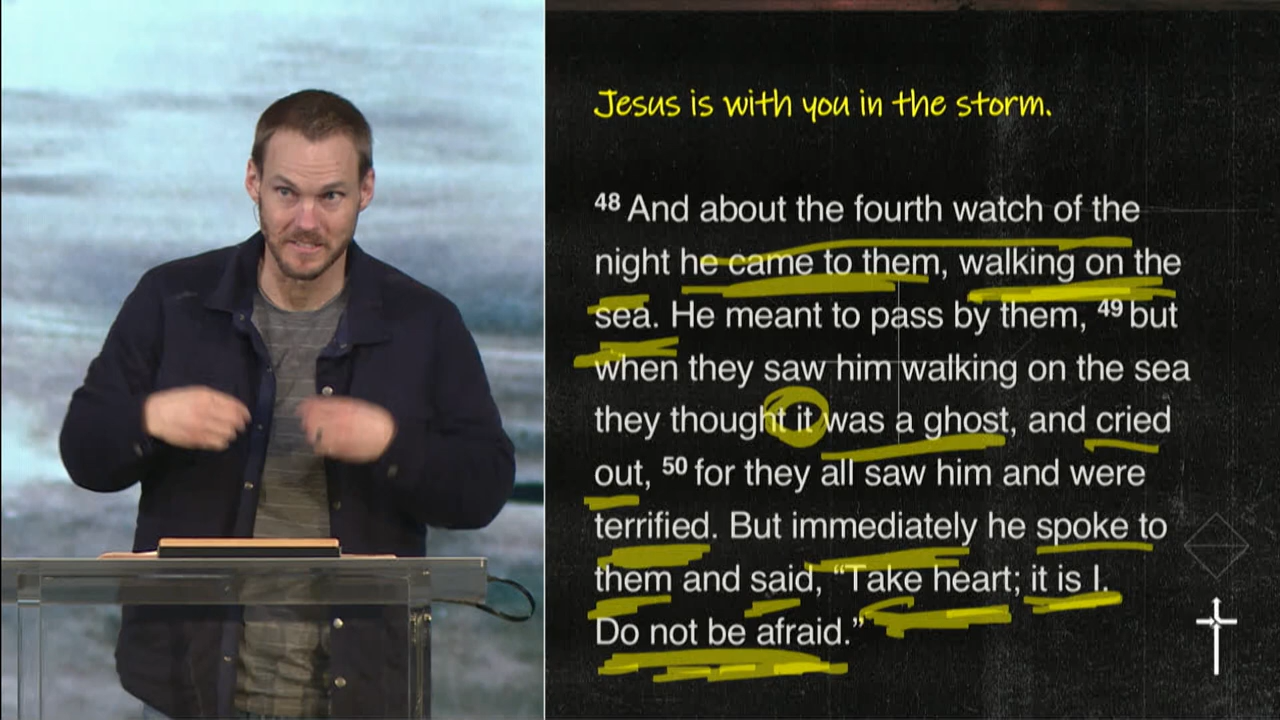 Jesus is with you in the storm.
48 And about the fourth watch of the
night he came to them, walking on the
sea. He meant to pass by them, 49 but
when they saw him walking on the sea
they thought it was a ghost, and cried
out, 50 for they all saw him and were
terrified. But immediately he spoke to
them and said, “Take heart; it is I.
Do not be afraid.”